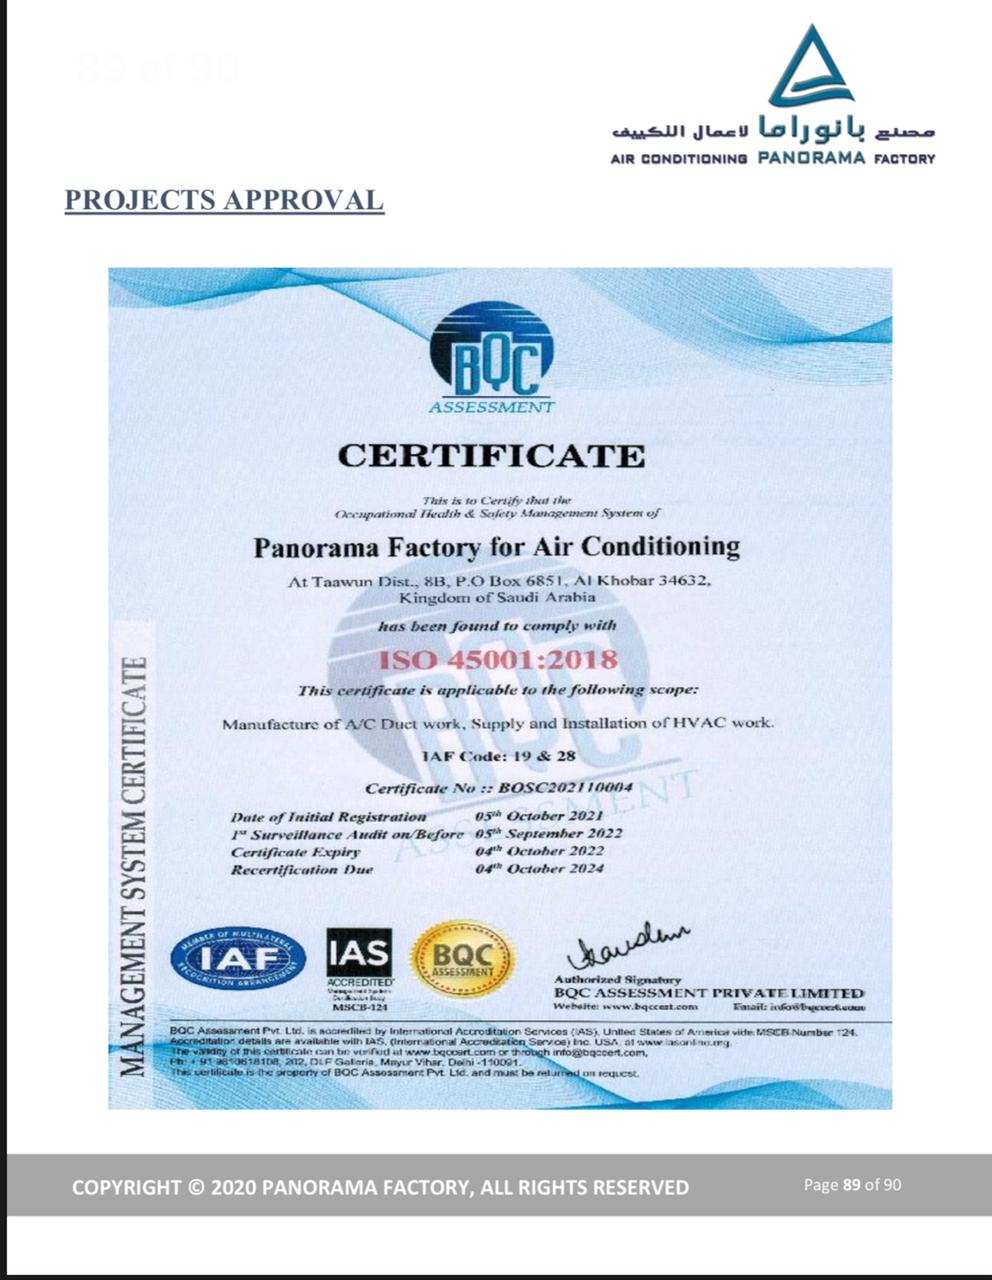 89 of 90
مصنع بانوراما لاعمال التكييف
AIR CONDITIONING PANORAMA FACTORY
PROJECTS APPROVAL
BQC
ASSESSMENT
CERTIFICATE
This is to Certify that the
Occupational Health & Safety Management System of
Panorama Factory for Air Conditioning
At Taawun Dist., 8B, P.O Box 6851, Al Khobar 34632,
Kingdom of Saudi Arabia
has been found to comply with
ISO 45001:2018
This certificate is applicable to the following scope:
Manufacture of A/C Duct work, Supply and Installation of HVAC work.
IAF Code: 19 & 28
Certificate No :: BOSC202110004
Date of Initial Registration 05th October 2021
1st Surveillance Audit on/Before 05th September 2022
Certificate Expiry 04th October 2022
Recertification Due 04th October 2024
BQC
ASSESSMENT
MANAGEMENT SYSTEM CERTIFICATE
MEMBER OF MULTILATERAL
IAF
RECOGNITION ARRANGEMENT
IAS
ACCREDITED
Management Systems
Certification Body
MSCB-124
BQC
ASSESSMENT
Authorized Signatory
BQC ASSESSMENT PRIVATE LIMITED
Website: www.bqccert.com Email: info@bqccert.com
BQC Assessment Pvt. Ltd. is accredited by International Accreditation Services (IAS), United States of America vide MSCB Number 124.
Accreditation details are available with IAS, (International Accreditation Service) Inc. USA, at www.iasonline.org.
The validity of this certificate can be verified at www.bqccert.com or through info@bqccert.com,
Ph: + 91 9810618108, 202, DLF Galleria, Mayur Vihar, Delhi -110091.
This certificate is the property of BQC Assessment Pvt. Ltd. and must be returned on request.
COPYRIGHT © 2020 PANORAMA FACTORY, ALL RIGHTS RESERVED
Page 89 of 90